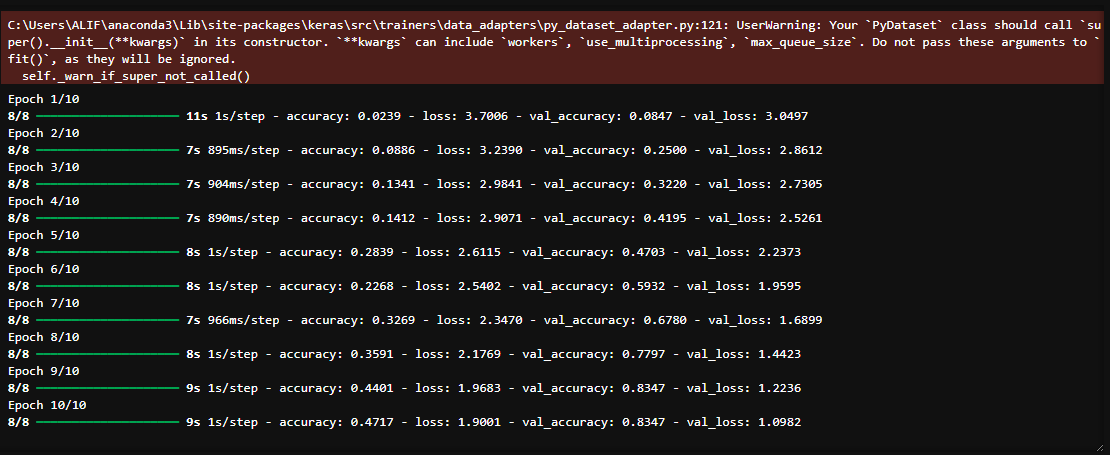 C:\Users\ALIF\anaconda3\Lib\site-packages\keras\src\trainers\data_adapters\py_dataset_adapter.py:121: UserWarning: Your `PyDataset` class should call `su
per().__init__(**kwargs)` in its constructor. `**kwargs` can include `workers`, `use_multiprocessing`, `max_queue_size`. Do not pass these arguments to `
fit()`, as they will be ignored.
  self._warn_if_super_not_called()
Epoch 1/10
8/8 ━━━━━━━━━━━━━━━━━━━━ 11s 1s/step - accuracy: 0.0239 - loss: 3.7006 - val_accuracy: 0.0847 - val_loss: 3.0497
Epoch 2/10
8/8 ━━━━━━━━━━━━━━━━━━━━ 7s 895ms/step - accuracy: 0.0886 - loss: 3.2390 - val_accuracy: 0.2500 - val_loss: 2.8612
Epoch 3/10
8/8 ━━━━━━━━━━━━━━━━━━━━ 7s 904ms/step - accuracy: 0.1341 - loss: 2.9841 - val_accuracy: 0.3220 - val_loss: 2.7305
Epoch 4/10
8/8 ━━━━━━━━━━━━━━━━━━━━ 7s 890ms/step - accuracy: 0.1412 - loss: 2.9071 - val_accuracy: 0.4195 - val_loss: 2.5261
Epoch 5/10
8/8 ━━━━━━━━━━━━━━━━━━━━ 8s 1s/step - accuracy: 0.2839 - loss: 2.6115 - val_accuracy: 0.4703 - val_loss: 2.2373
Epoch 6/10
8/8 ━━━━━━━━━━━━━━━━━━━━ 8s 1s/step - accuracy: 0.2268 - loss: 2.5402 - val_accuracy: 0.5932 - val_loss: 1.9595
Epoch 7/10
8/8 ━━━━━━━━━━━━━━━━━━━━ 7s 966ms/step - accuracy: 0.3269 - loss: 2.3470 - val_accuracy: 0.6780 - val_loss: 1.6899
Epoch 8/10
8/8 ━━━━━━━━━━━━━━━━━━━━ 8s 1s/step - accuracy: 0.3591 - loss: 2.1769 - val_accuracy: 0.7797 - val_loss: 1.4423
Epoch 9/10
8/8 ━━━━━━━━━━━━━━━━━━━━ 9s 1s/step - accuracy: 0.4401 - loss: 1.9683 - val_accuracy: 0.8347 - val_loss: 1.2236
Epoch 10/10
8/8 ━━━━━━━━━━━━━━━━━━━━ 9s 1s/step - accuracy: 0.4717 - loss: 1.9001 - val_accuracy: 0.8347 - val_loss: 1.0982